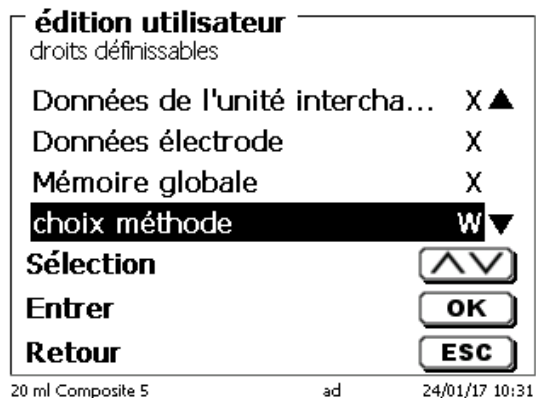 édition utilisateur
droits définissables
Données de l'unité intercha... X
Données électrode X
Mémoire globale X
choix méthode W
Sélection
Entrer OK
Retour ESC
20 ml Composite 5 ad 24/01/17 10:31